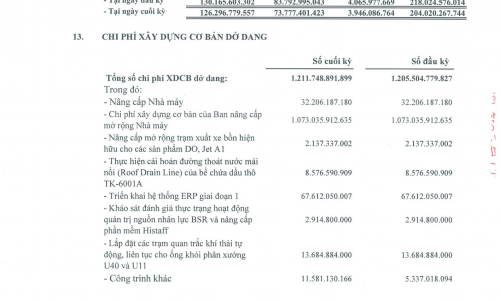 - Tại ngày đầu kỳ 130.165.603.302 83.792.995.043 4.065.977.669 218.024.576.014
- Tại ngày cuối kỳ 126.296.779.557 73.777.401.423 3.946.086.764 204.020.267.744
13. CHI PHÍ XÂY DỰNG CƠ BẢN DỞ DANG
Số cuối kỳ Số đầu kỳ
Tổng số chi phí XDCB dở dang: 1.211.748.891.899 1.205.504.779.827
Trong đó:
- Nâng cấp Nhà máy 32.206.187.180 32.206.187.180
- Chi phí xây dựng cơ bản của Ban nâng cấp
mở rộng Nhà máy 1.073.035.912.635 1.073.035.912.635
- Nâng cấp mở rộng trạm xuất xe bồn hiện
hữu cho các sản phẩm DO, Jet A1 2.137.337.002 2.137.337.002
- Thực hiện cải hoán đường thoát nước mái
nổi (Roof Drain Line) của bể chứa dầu thô 8.576.590.909 8.576.590.909
TK-6001A
- Triển khai hệ thống ERP giai đoạn 1 67.612.050.007 67.612.050.007
- Khảo sát đánh giá thực trạng hoạt động
quản trị nguồn nhân lực BSR và nâng cấp 2.914.800.000 2.914.800.000
phần mềm Histaff
- Lắp đặt các trạm quan trắc khí thải tự
động, liên tục cho ống khói phân xưởng 13.684.884.000 13.684.884.000
U40 và U11
- Công trình khác 11.581.130.166 5.337.018.094